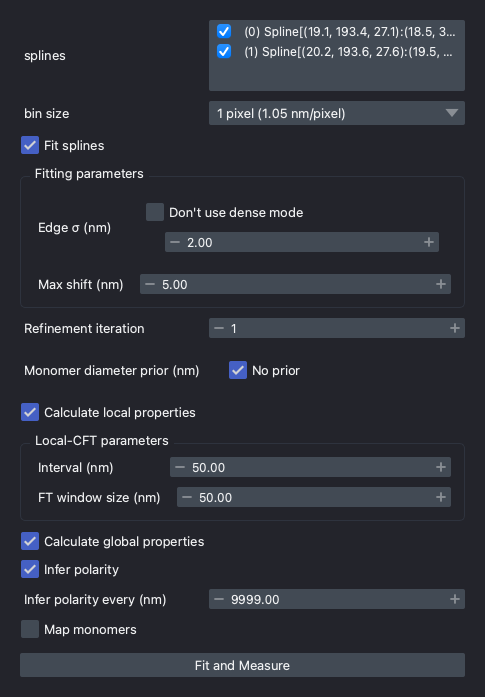 splines
(0) Spline[(19.1, 193.4, 27.1):(18.5, 3...
(1) Spline[(20.2, 193.6, 27.6):(19.5, ...
bin size
1 pixel (1.05 nm/pixel)
Fit splines
Fitting parameters
Edge σ (nm)
Don't use dense mode
2.00
Max shift (nm)
5.00
Refinement iteration
1
Monomer diameter prior (nm)
No prior
Calculate local properties
Local-CFT parameters
Interval (nm)
50.00
FT window size (nm)
50.00
Calculate global properties
Infer polarity
Infer polarity every (nm)
9999.00
Map monomers
Fit and Measure